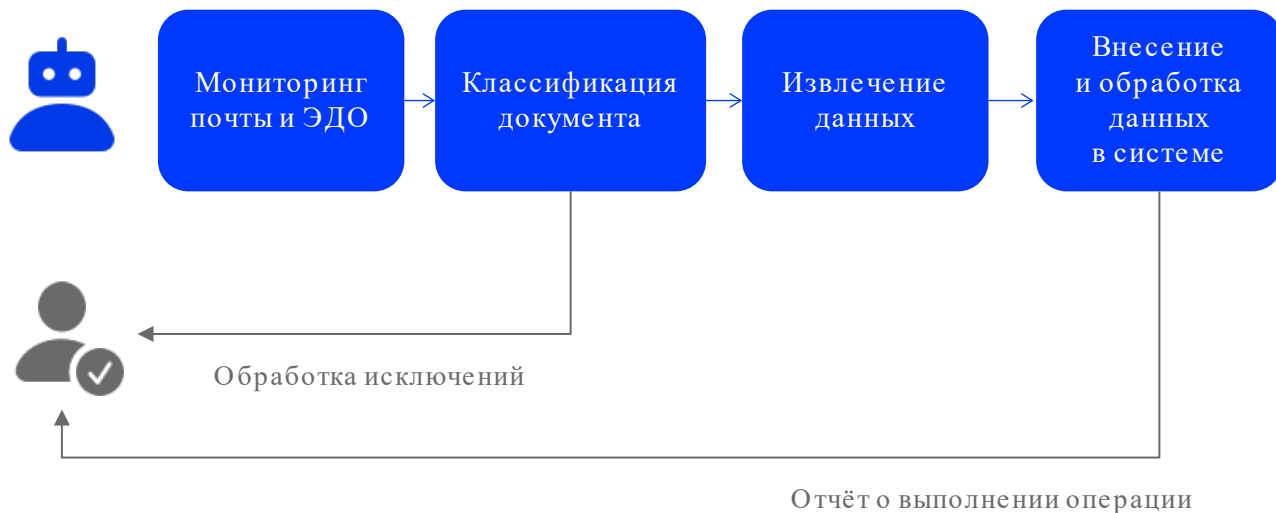 Мониторинг
почты и ЭДО
Классификация
документа
Извлечение
данных
Внесение
и обработка
данных
в системе
Обработка исключений
Отчёт о выполнении операции